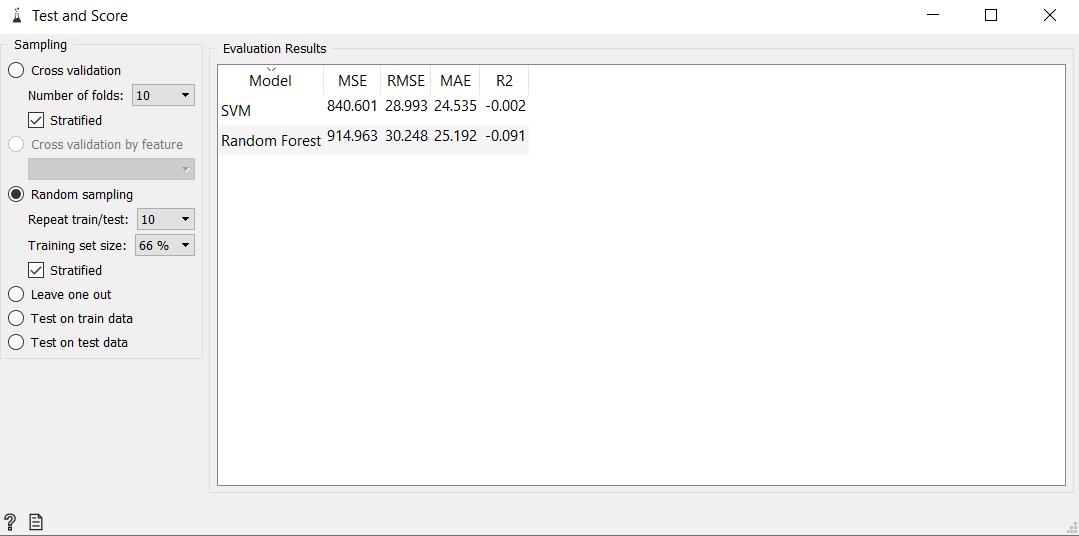 Test and Score
Sampling
Cross validation
Number of folds: 10
Stratified
Cross validation by feature
Random sampling
Repeat train/test: 10
Training set size: 66 %
Stratified
Leave one out
Test on train data
Test on test data
Evaluation Results
Model MSE RMSE MAE R2
SVM 840.601 28.993 24.535 -0.002
Random Forest 914.963 30.248 25.192 -0.091
?